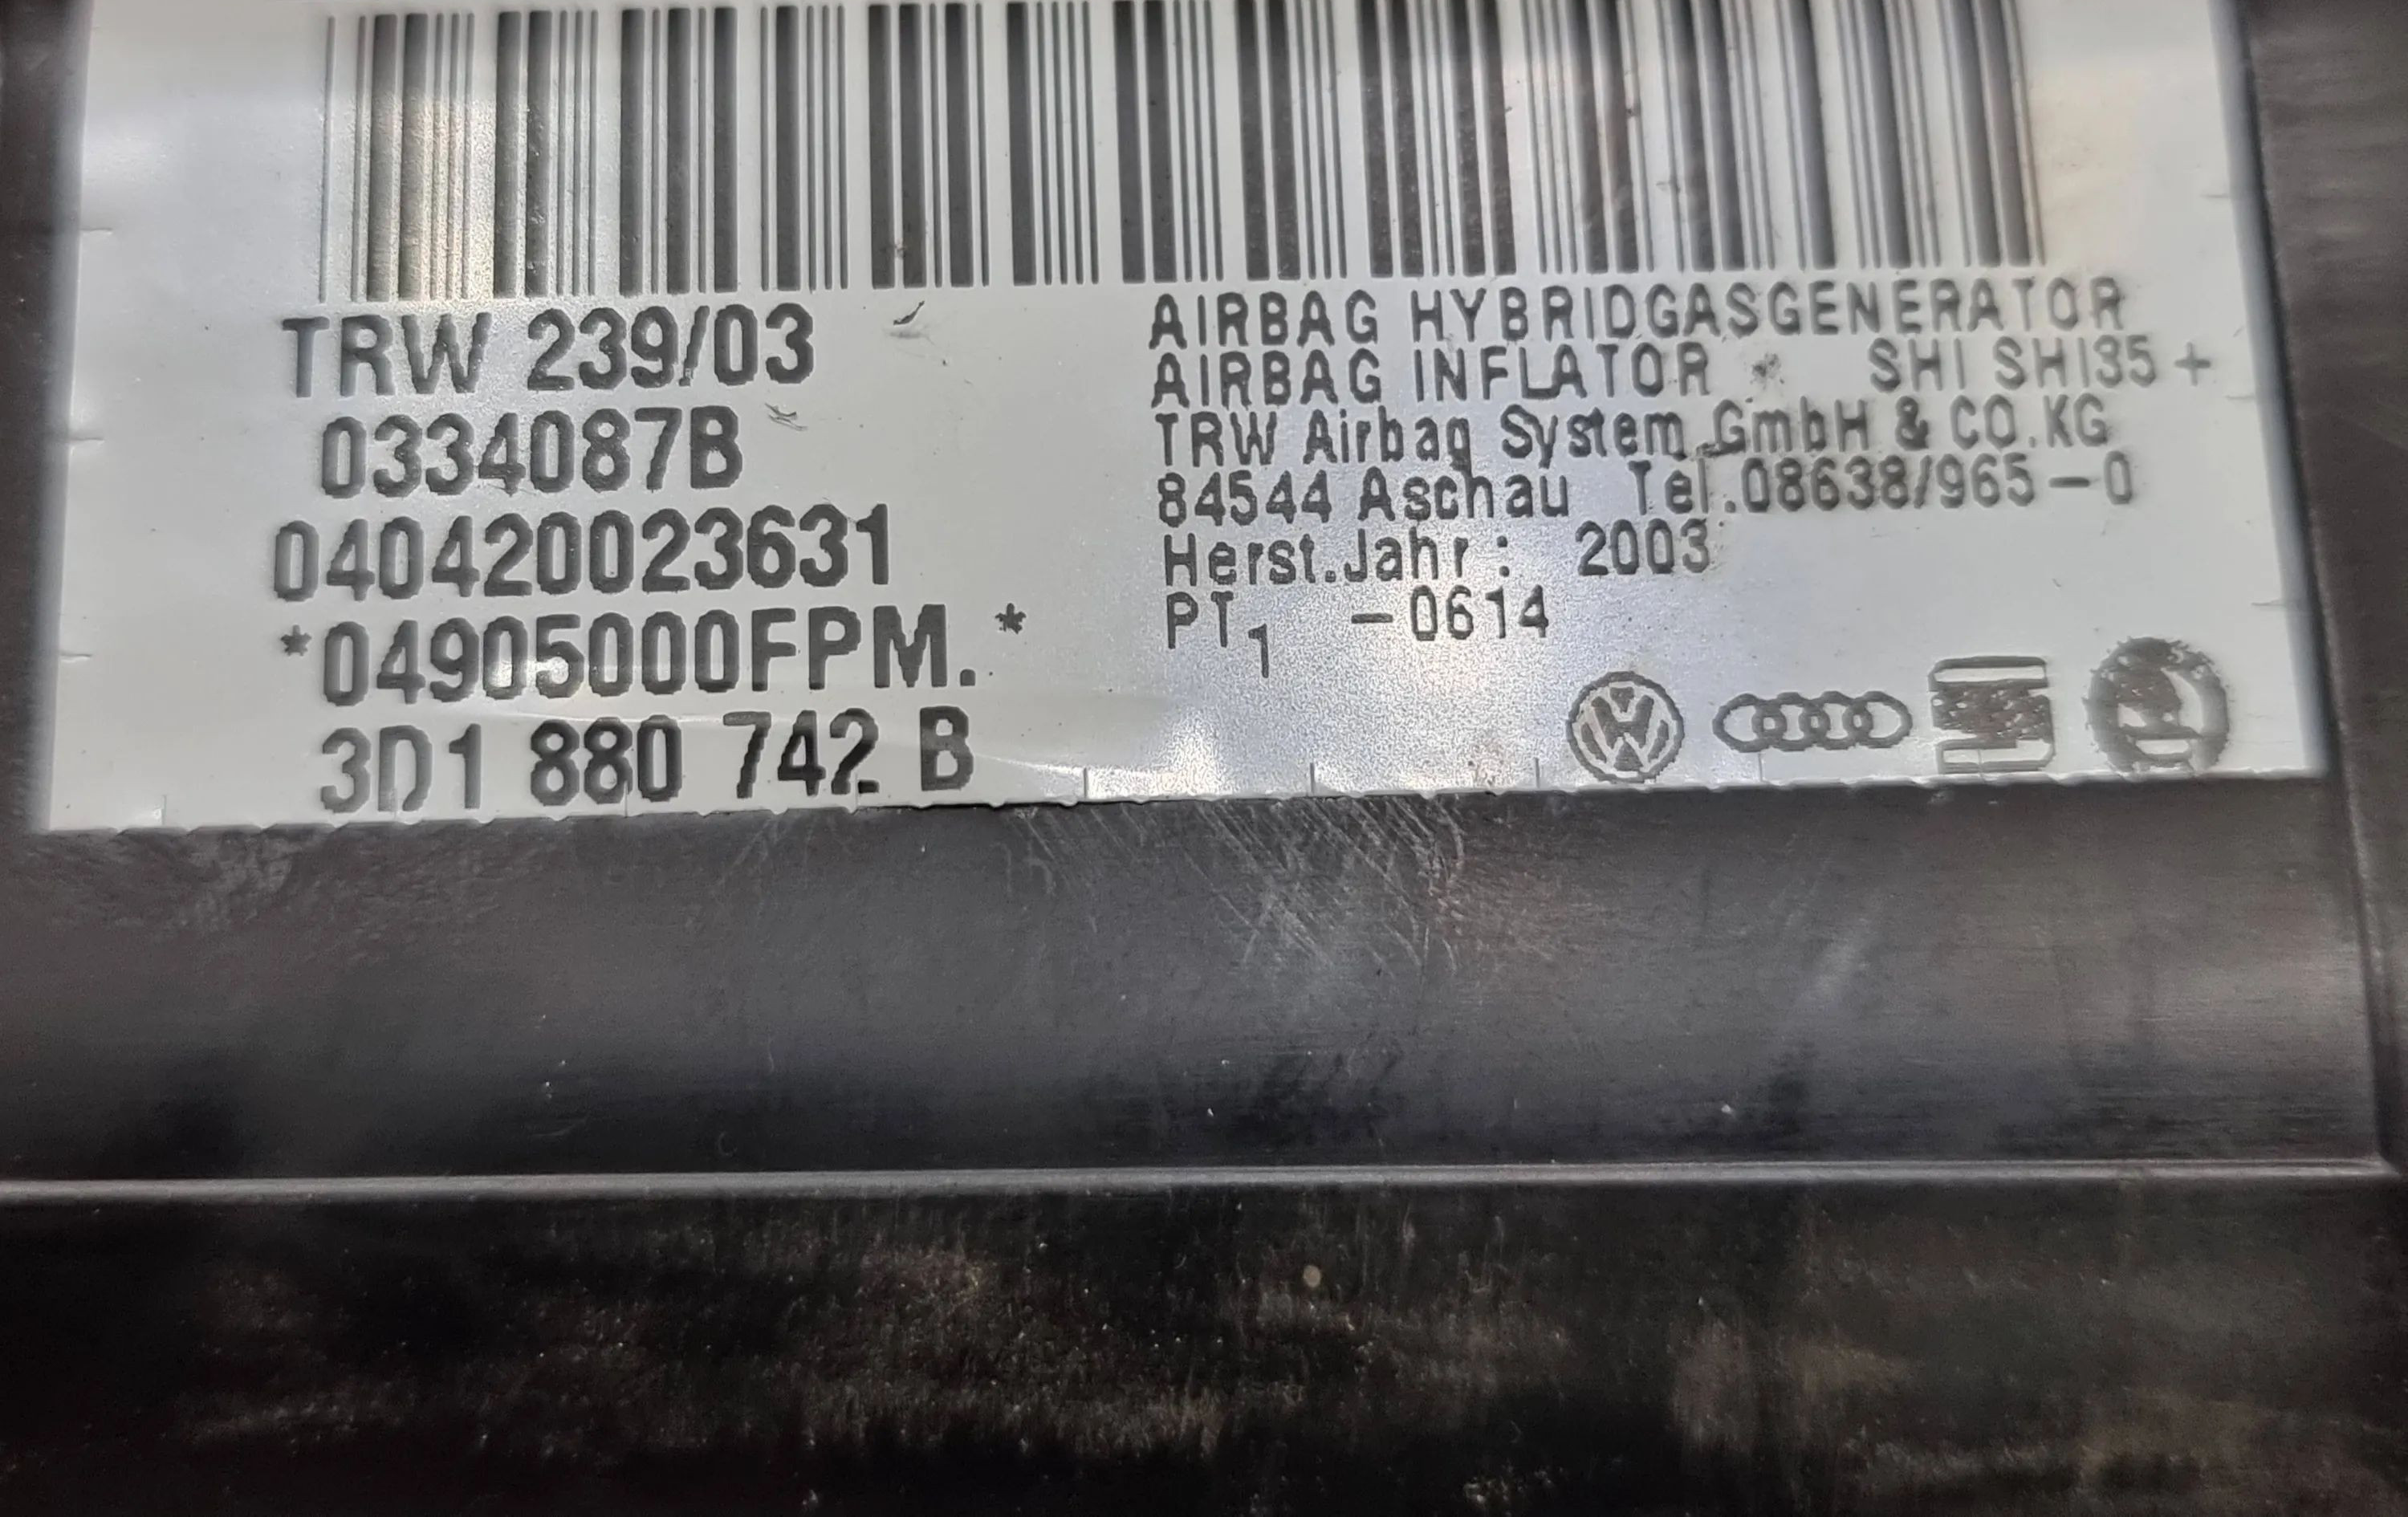 TRW 239/03
0334087B
040420023631
*04905000FPM. *
3D1 880 742 B
AIRBAG HYBRIDGASGENERATOR
AIRBAG INFLATOR SHI SHI35 +
TRW Airbag System GmbH & CO.KG
84544 Aschau Tel.08638/965-0
Herst.Jahr: 2003
PT1 -0614